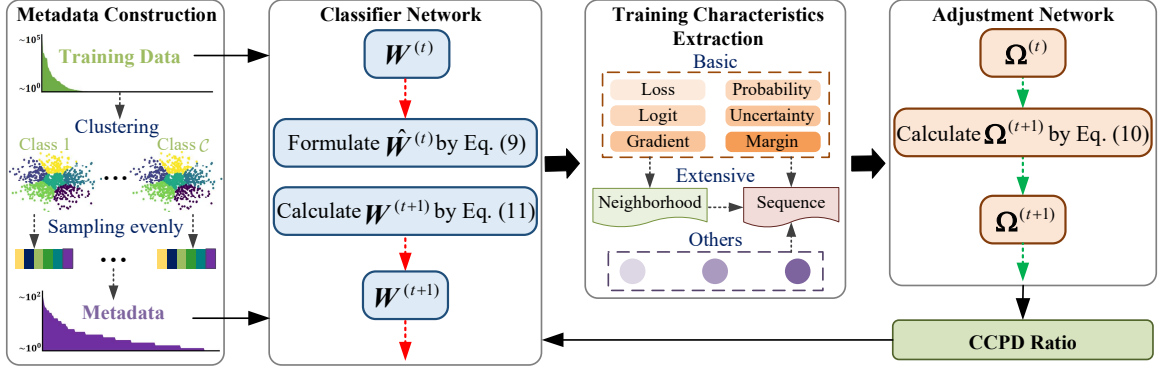 Metadata Construction
~10^5
Training Data
~10^0
Clustering
Class 1
Class C
...
Sampling evenly
...
~10^2
Metadata
~10^0
Classifier Network
W^(t)
Formulate Ŵ^(t) by Eq. (9)
Calculate W^(t+1) by Eq. (11)
W^(t+1)
Training Characteristics
Extraction
Basic
Loss
Probability
Logit
Uncertainty
Gradient
Margin
Extensive
Neighborhood
Sequence
Others
Adjustment Network
Ω^(t)
Calculate Ω^(t+1) by Eq. (10)
Ω^(t+1)
CCPD Ratio